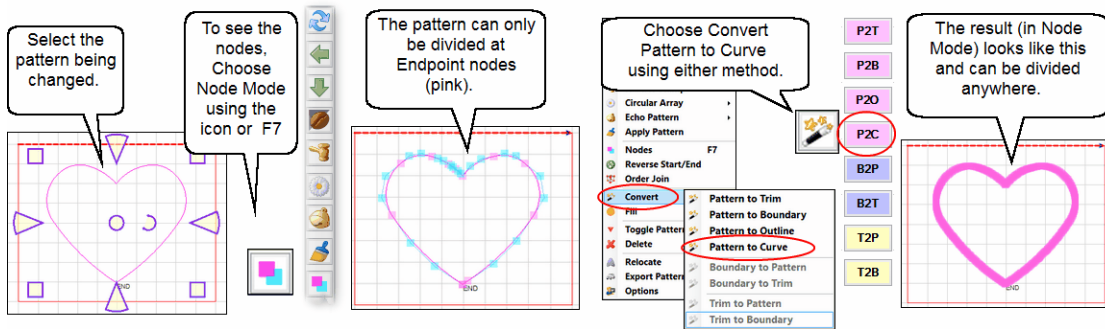 Select the
pattern being
changed.
END
To see the
nodes,
Choose
Node Mode
using the
icon or F7
The pattern can only
be divided at
Endpoint nodes
(pink).
END
Choose Convert
Pattern to Curve
using either method.
Circular Array
Echo Pattern
Apply Pattern
Nodes F7
Reverse Start/End
Order Join
Convert
Fill
Toggle Pattern
Delete
Relocate
Export Pattern
Options
Pattern to Trim
Pattern to Boundary
Pattern to Outline
Pattern to Curve
Boundary to Pattern
Boundary to Trim
Trim to Pattern
Trim to Boundary
P2T
P2B
P2O
P2C
B2P
B2T
T2P
T2B
The result (in Node
Mode) looks like this
and can be divided
anywhere.
END